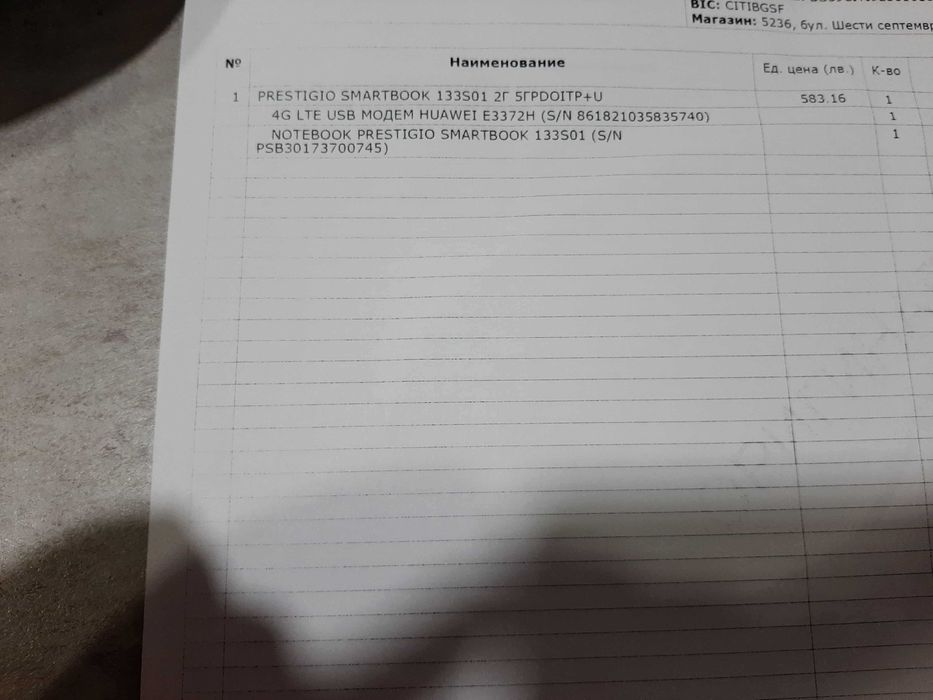 BIC: CITIBGSF
Магазин: 5236, бул. Шести септемвр
№ Наименование Ед. цена (лв.) К-во
1 PRESTIGIO SMARTBOOK 133S01 2Г 5ГPDOITP+U 583.16 1
4G LTE USB МОДЕМ HUAWEI E3372H (S/N 861821035835740) 1
NOTEBOOK PRESTIGIO SMARTBOOK 133S01 (S/N 1
PSB30173700745)